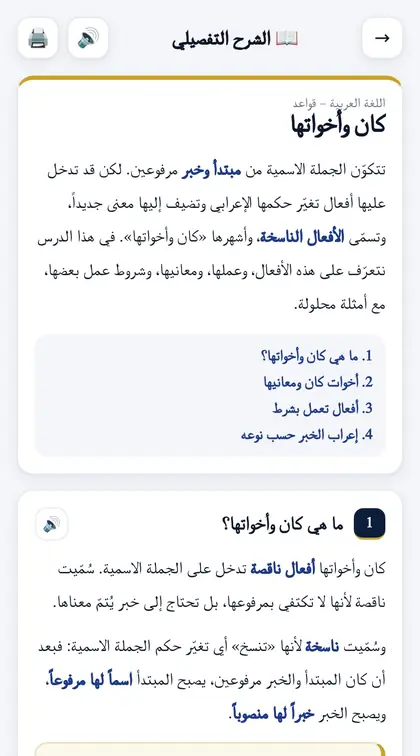 →
📖 الشرح التفصيلي
اللغة العربية – قواعد
كان وأخواتها
تتكوّن الجملة الاسمية من مبتدأ وخبر مرفوعين. لكن قد تدخل
عليها أفعال تغيّر حكمها الإعرابي وتضيف إليها معنى جديداً،
وتسمّى الأفعال الناسخة، وأشهرها «كان وأخواتها». في هذا الدرس
نتعرّف على هذه الأفعال، وعملها، ومعانيها، وشروط عمل بعضها،
مع أمثلة محلولة.
1. ما هي كان وأخواتها؟
2. أخوات كان ومعانيها
3. أفعال تعمل بشرط
4. إعراب الخبر حسب نوعه
1 ما هي كان وأخواتها؟
كان وأخواتها أفعال ناقصة تدخل على الجملة الاسمية. سُمّيت
ناقصة لأنها لا تكتفي بمرفوعها، بل تحتاج إلى خبر يُتمّ معناها.
وسُمّيت ناسخة لأنها «تنسخ» أي تغيّر حكم الجملة الاسمية: فبعد
أن كان المبتدأ والخبر مرفوعين، يصبح المبتدأ اسماً لها مرفوعاً،
ويصبح الخبر خبراً لها منصوباً.